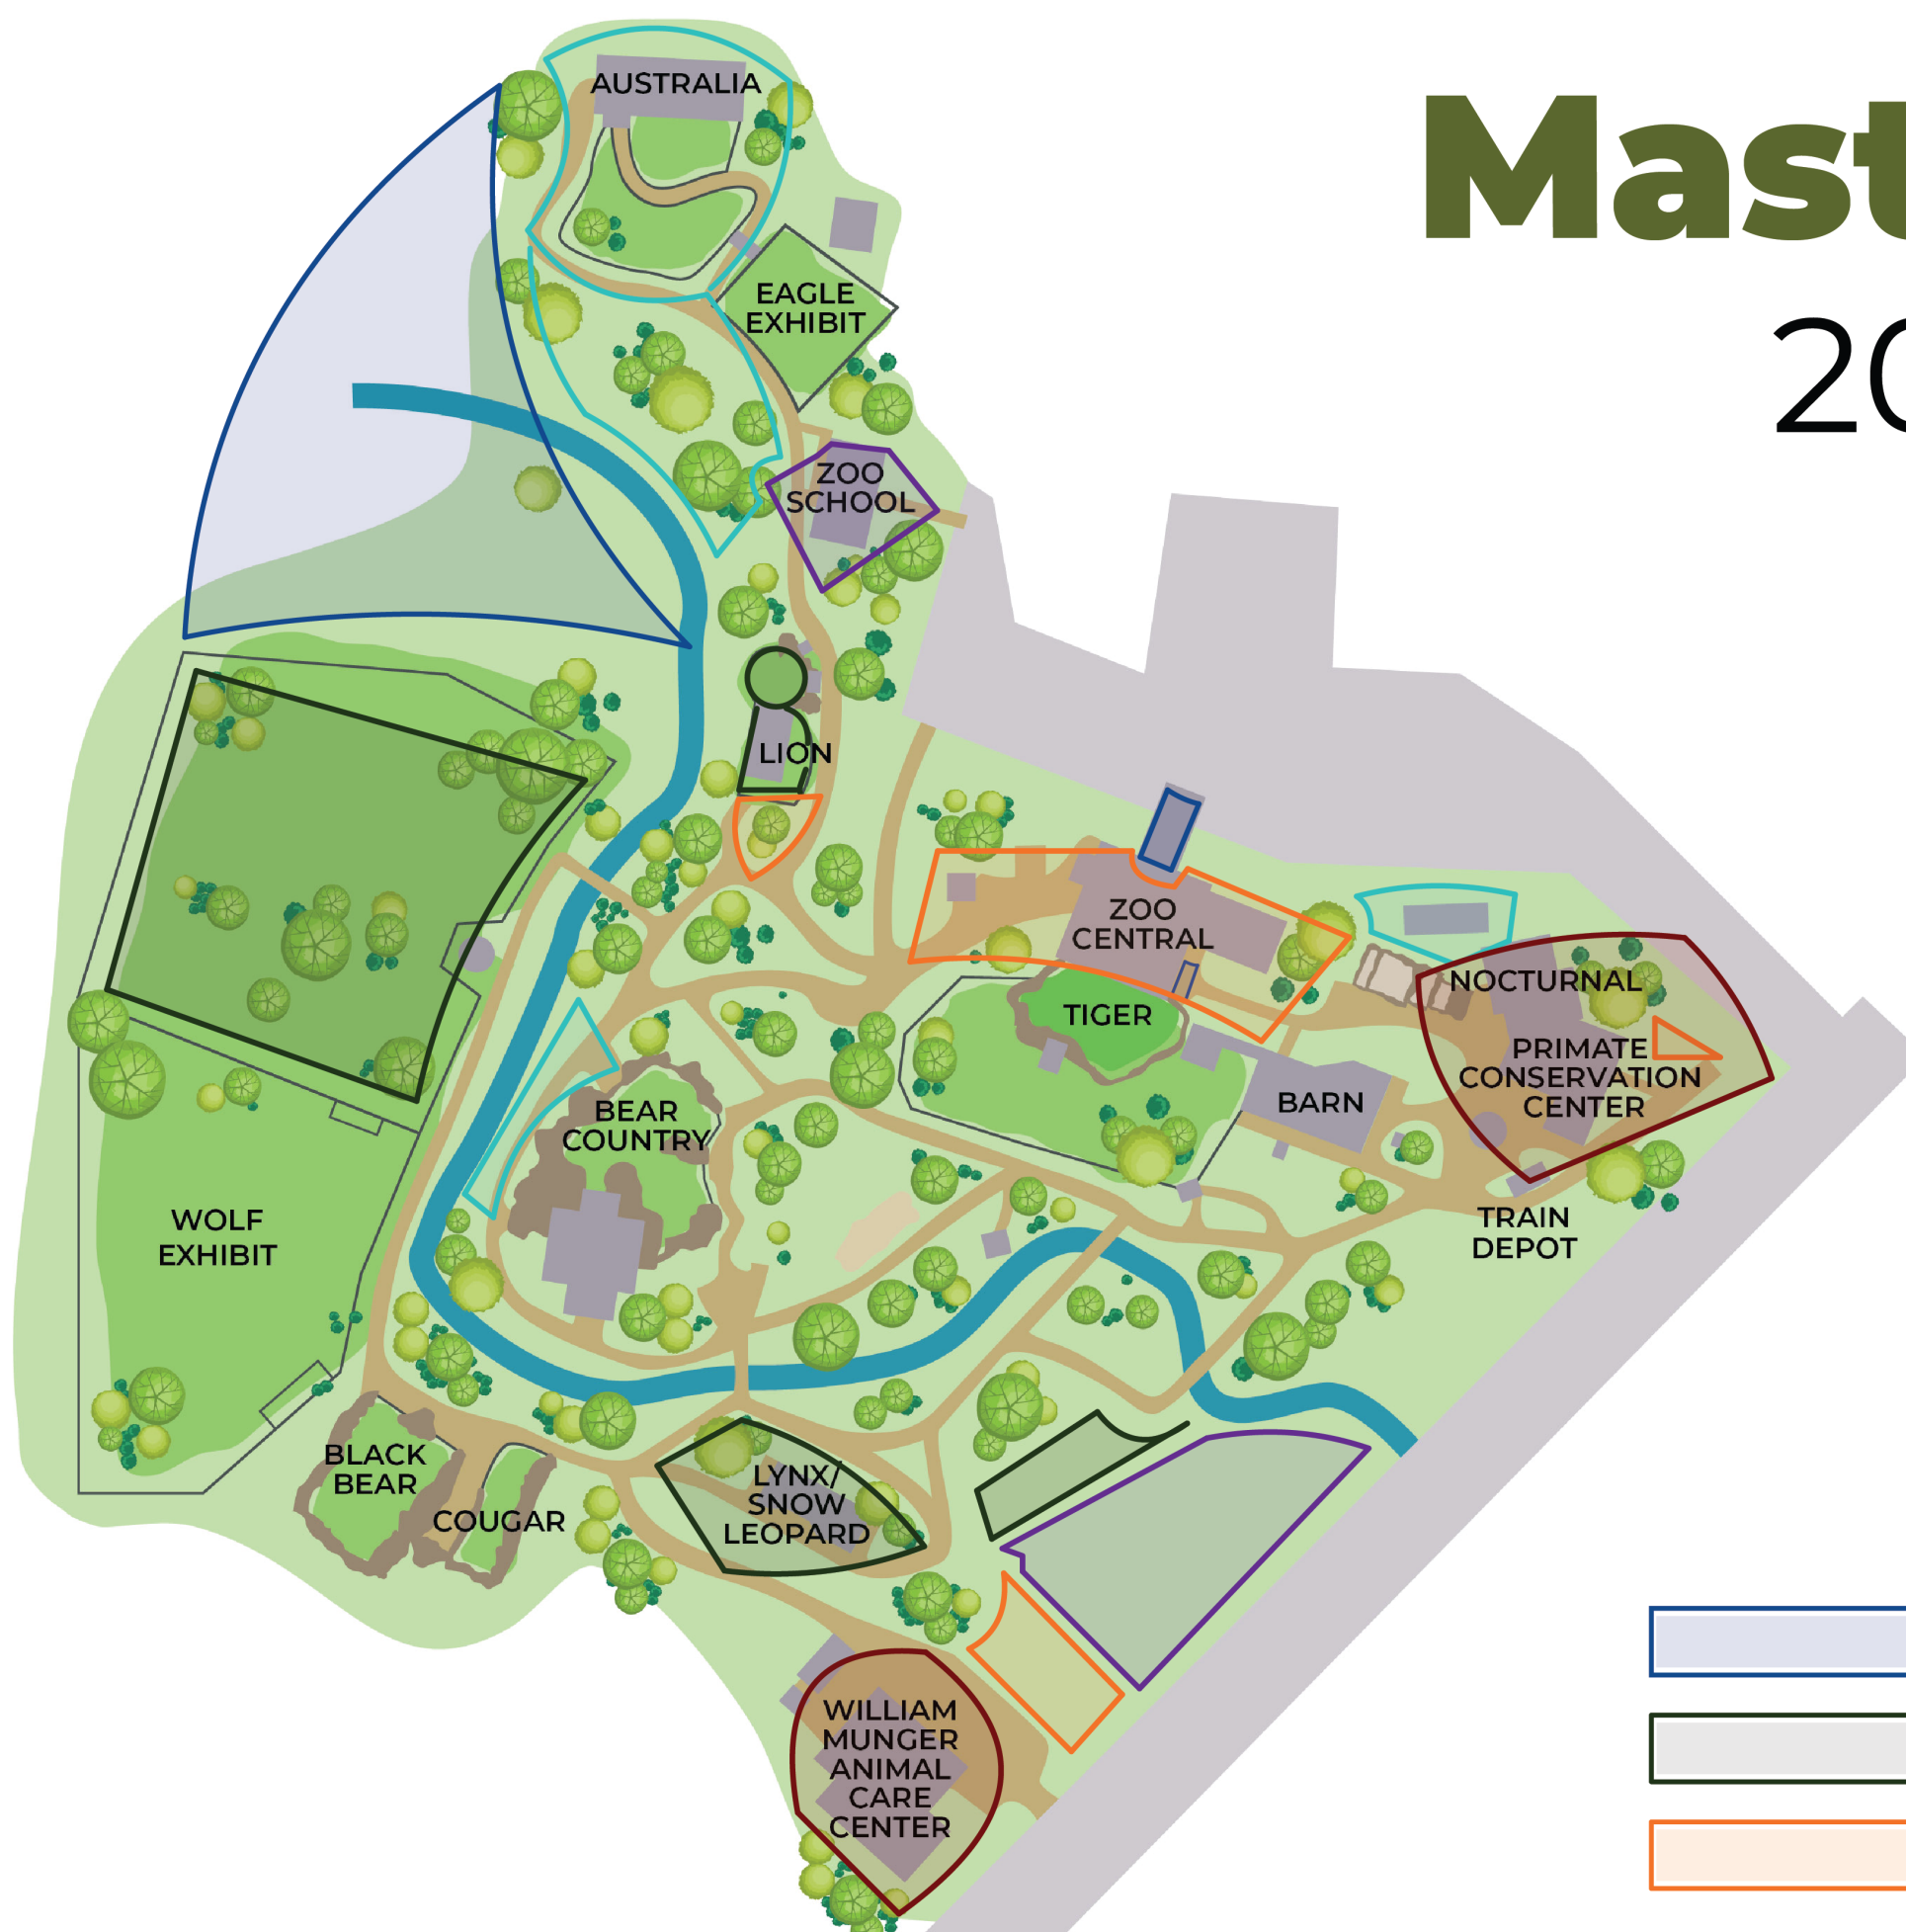 Mast
20
AUSTRALIA
EAGLE
EXHIBIT
ZOO
SCHOOL
LION
ZOO
CENTRAL
TIGER
NOCTURNAL
PRIMATE
CONSERVATION
CENTER
BARN
BEAR
COUNTRY
WOLF
EXHIBIT
TRAIN
DEPOT
BLACK
BEAR
COUGAR
LYNX/
SNOW
LEOPARD
WILLIAM
MUNGER
ANIMAL
CARE
CENTER